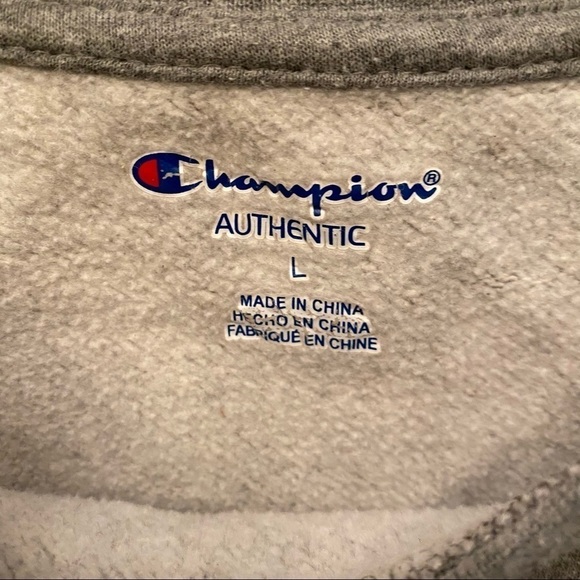 Champion®
AUTHENTIC
L
MADE IN CHINA
HECHO EN CHINA
FABRIQUÉ EN CHINE